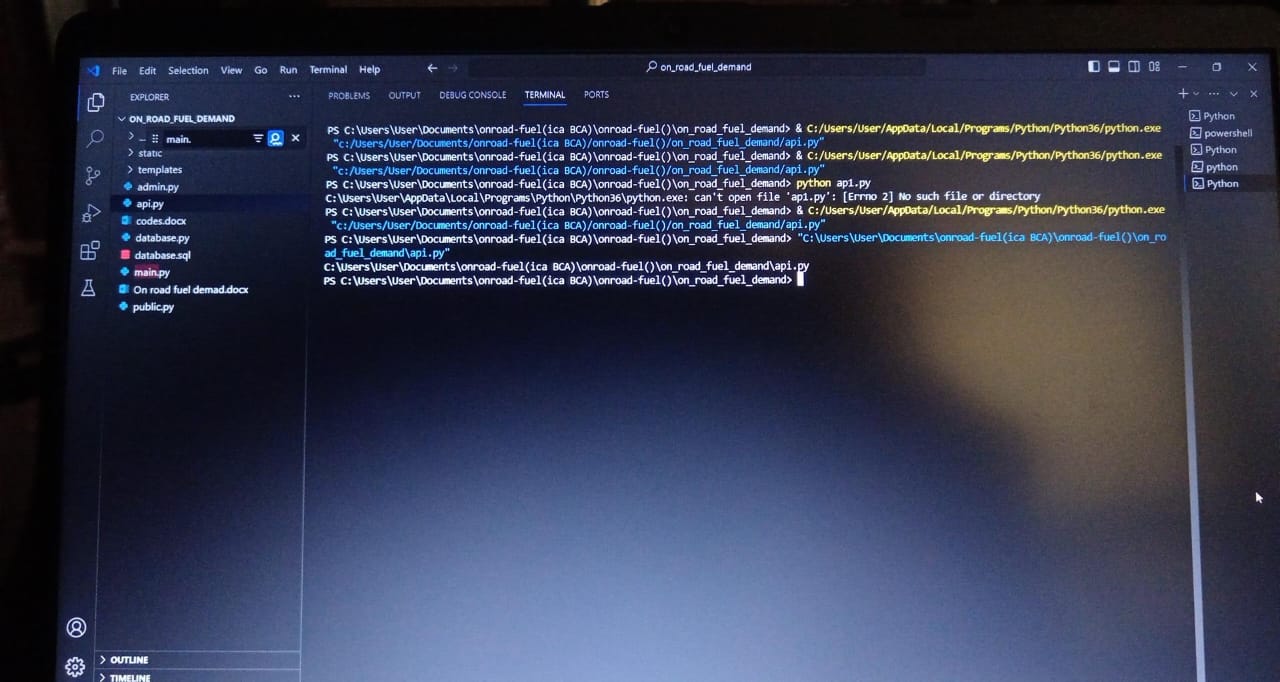 File Edit Selection View Go Run Terminal Help
on_road_fuel_demand
EXPLORER
ON_ROAD_FUEL_DEMAND
main.
static
templates
admin.py
api.py
codes.docx
database.py
database.sql
main.py
On road fuel demad.docx
public.py
OUTLINE
TIMELINE
PROBLEMS OUTPUT DEBUG CONSOLE TERMINAL PORTS
PS C:\Users\User\Documents\onroad-fuel(ica BCA)\onroad-fuel()\on_road_fuel_demand> & C:/Users/User/AppData/Local/Programs/Python/Python36/python.exe
"c:/Users/User/Documents/onroad-fuel(ica BCA)/onroad-fuel()/on_road_fuel_demand/api.py"
PS C:\Users\User\Documents\onroad-fuel(ica BCA)\onroad-fuel()\on_road_fuel_demand> & C:/Users/User/AppData/Local/Programs/Python/Python36/python.exe
"c:/Users/User/Documents/onroad-fuel(ica BCA)/onroad-fuel()/on_road_fuel_demand/api.py"
PS C:\Users\User\Documents\onroad-fuel(ica BCA)\onroad-fuel()\on_road_fuel_demand> python ap1.py
C:\Users\User\AppData\Local\Programs\Python\Python36\python.exe: can't open file 'ap1.py': [Errno 2] No such file or directory
PS C:\Users\User\Documents\onroad-fuel(ica BCA)\onroad-fuel()\on_road_fuel_demand> & C:/Users/User/AppData/Local/Programs/Python/Python36/python.exe
"c:/Users/User/Documents/onroad-fuel(ica BCA)/onroad-fuel()/on_road_fuel_demand/api.py"
PS C:\Users\User\Documents\onroad-fuel(ica BCA)\onroad-fuel()\on_road_fuel_demand> "C:\Users\User\Documents\onroad-fuel(ica BCA)\onroad-fuel()\on_ro
ad_fuel_demand\api.py"
C:\Users\User\Documents\onroad-fuel(ica BCA)\onroad-fuel()\on_road_fuel_demand\api.py
PS C:\Users\User\Documents\onroad-fuel(ica BCA)\onroad-fuel()\on_road_fuel_demand>
Python
powershell
Python
python
Python